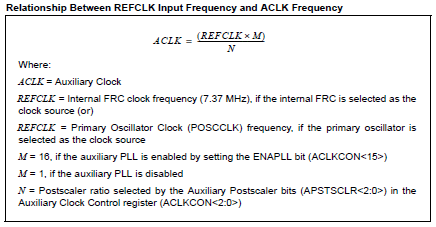 Relationship Between REFCLK Input Frequency and ACLK Frequency
ACLK = (REFCLK × M)
N
Where:
ACLK = Auxiliary Clock
REFCLK = Internal FRC clock frequency (7.37 MHz), if the internal FRC is selected as the
clock source (or)
REFCLK = Primary Oscillator Clock (POSCCLK) frequency, if the primary oscillator is
selected as the clock source
M = 16, if the auxiliary PLL is enabled by setting the ENAPLL bit (ACLKCON<15>)
M = 1, if the auxiliary PLL is disabled
N = Postscaler ratio selected by the Auxiliary Postscaler bits (APSTSCLR<2:0>) in the
Auxiliary Clock Control register (ACLKCON<2:0>)